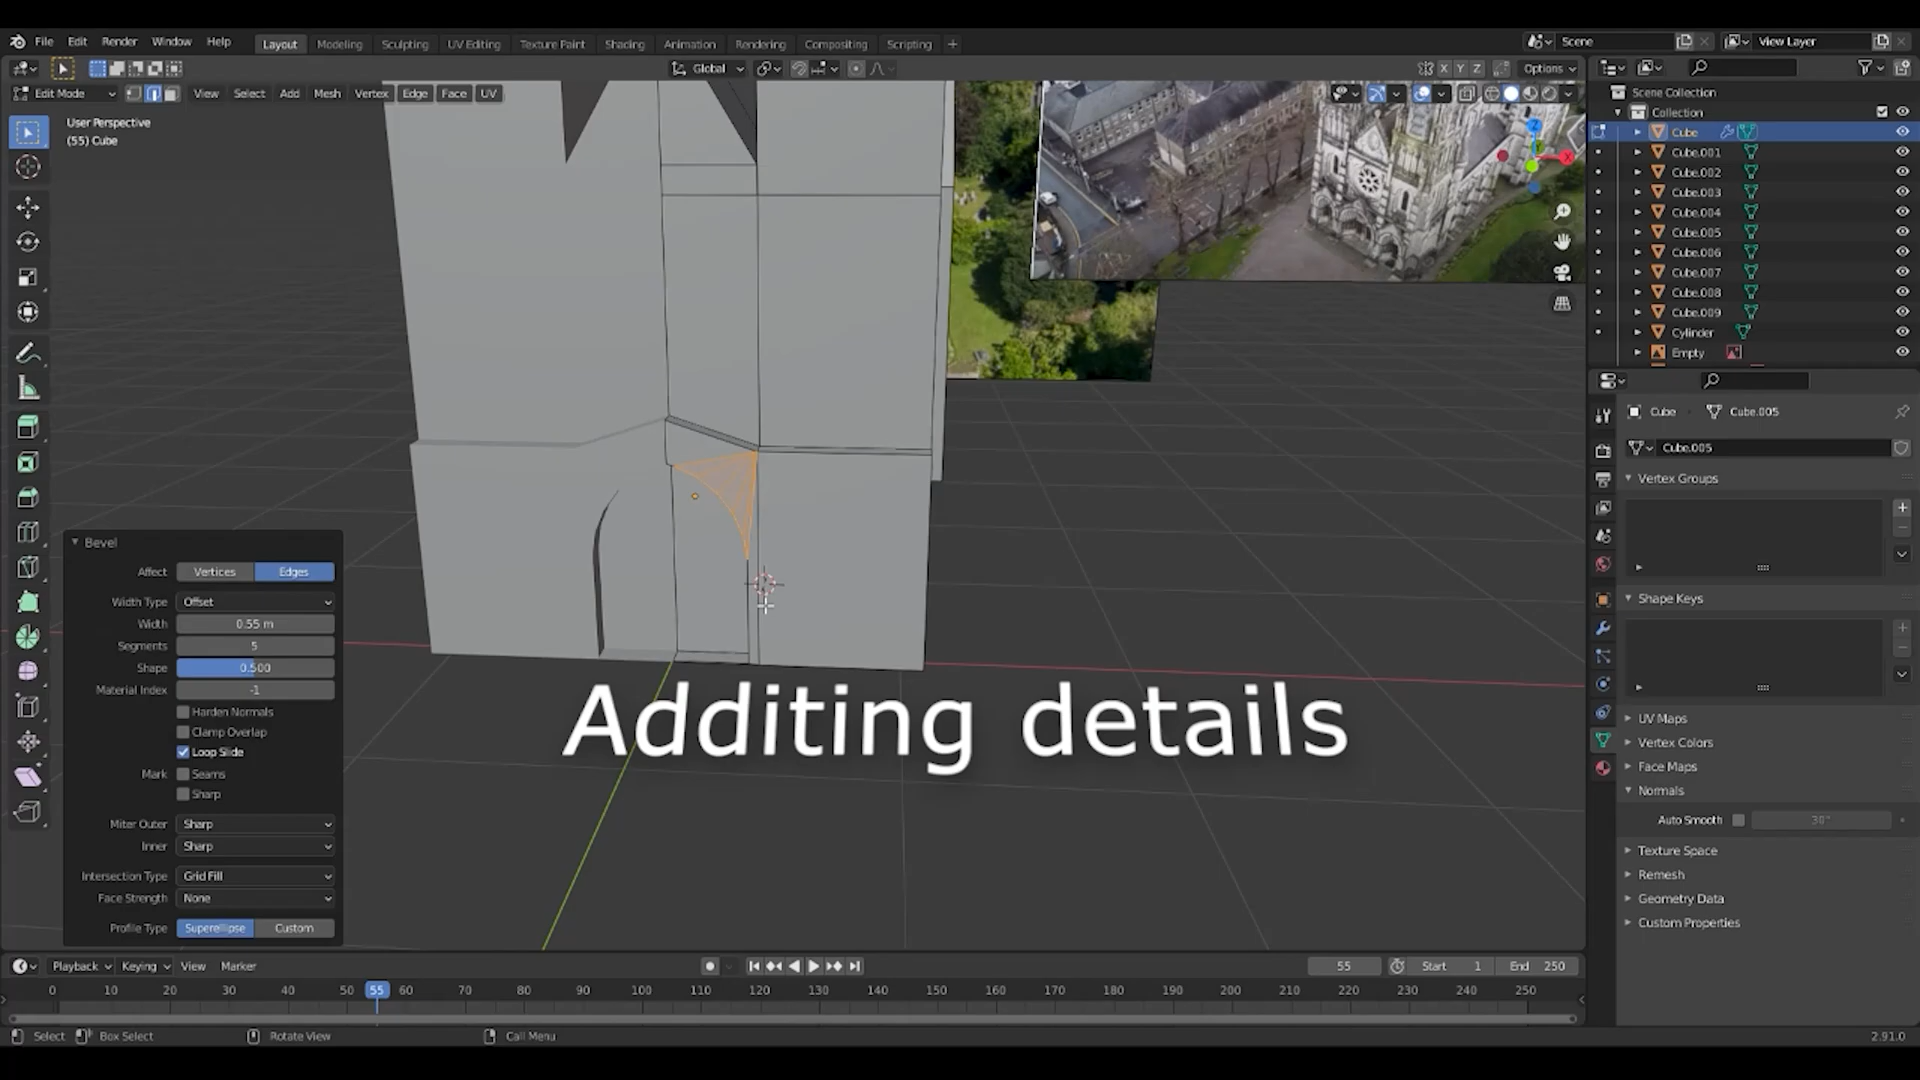 File Edit Render Window Help Layout Modeling Sculpting UV Editing Texture Paint Shading Animation Rendering Compositing Scripting + Scene View Layer
Global X Y Z Options
Edit Mode View Select Add Mesh Vertex Edge Face UV
User Perspective
(55) Cube
Scene Collection
Collection
Cube
Cube.001
Cube.002
Cube.003
Cube.004
Cube.005
Cube.006
Cube.007
Cube.008
Cube.009
Cylinder
Empty
Cube Cube.005
Cube.005
Vertex Groups
Shape Keys
UV Maps
Vertex Colors
Face Maps
Normals
Auto Smooth 30°
Texture Space
Remesh
Geometry Data
Custom Properties
Bevel
Affect Vertices Edges
Width Type Offset
Width 0.55 m
Segments 5
Shape 0.500
Material Index -1
Harden Normals
Clamp Overlap
Loop Slide
Mark Seams
Sharp
Miter Outer Sharp
Inner Sharp
Intersection Type Grid Fill
Face Strength None
Profile Type Superellipse Custom
Additing details
Playback Keying View Marker 55 Start 1 End 250
0 10 20 30 40 50 55 60 70 80 90 100 110 120 130 140 150 160 170 180 190 200 210 220 230 240 250
Select Box Select Rotate View Call Menu 2.91.0